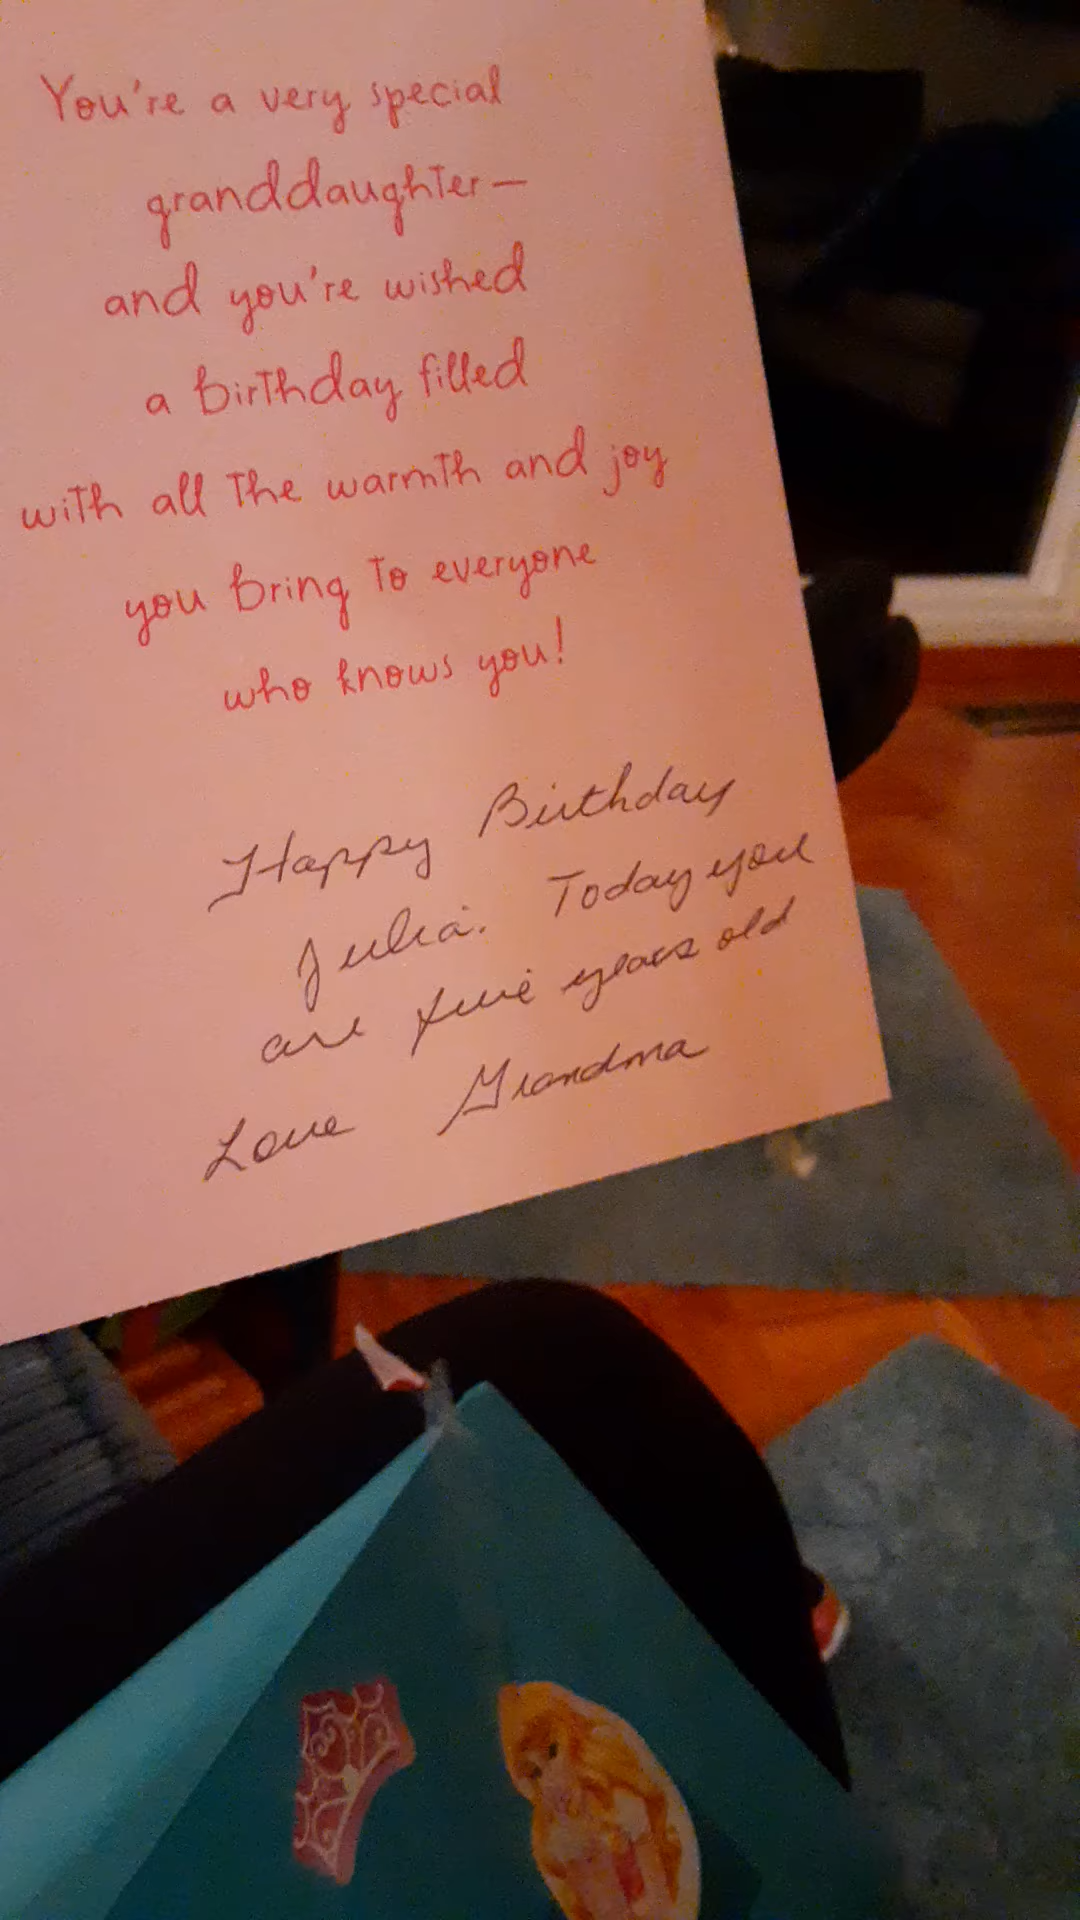 You're a very special
granddaughter—
and you're wished
a birthday filled
with all the warmth and joy
you bring to everyone
who knows you!
Happy Birthday
Julia. Today you
are five years old
Love Grandma